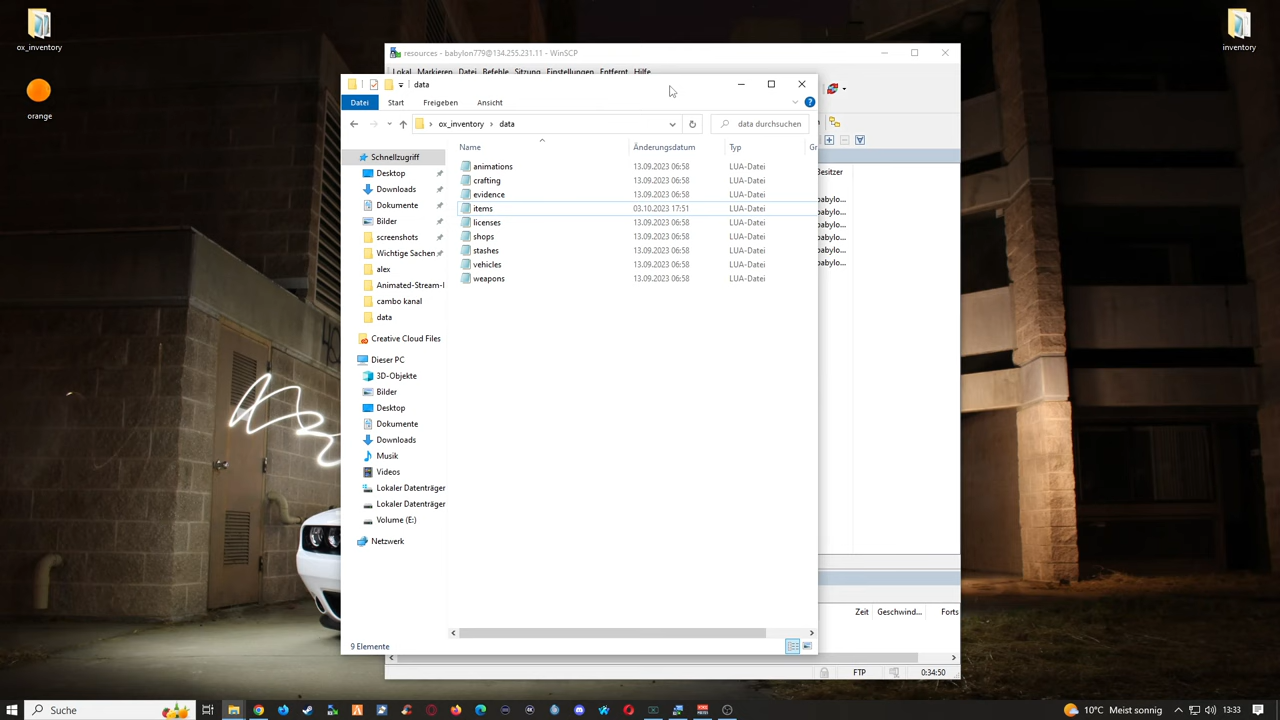 ox_inventory
orange
inventory
resources - babylon779@134.255.231.11 - WinSCP
Lokal Markieren Datei Befehle Sitzung Einstellungen Entfernt Hilfe
data
Datei Start Freigeben Ansicht
ox_inventory data
data durchsuchen
Schnellzugriff
Desktop
Downloads
Dokumente
Bilder
screenshots
Wichtige Sachen
alex
Animated-Stream-
cambo kanal
data
Creative Cloud Files
Dieser PC
3D-Objekte
Bilder
Desktop
Dokumente
Downloads
Musik
Videos
Lokaler Datenträger
Lokaler Datenträger
Volume (E:)
Netzwerk
Name Änderungsdatum Typ Gr
animations 13.09.2023 06:58 LUA-Datei
crafting 13.09.2023 06:58 LUA-Datei
evidence 13.09.2023 06:58 LUA-Datei
items 03.10.2023 17:51 LUA-Datei
licenses 13.09.2023 06:58 LUA-Datei
shops 13.09.2023 06:58 LUA-Datei
stashes 13.09.2023 06:58 LUA-Datei
vehicles 13.09.2023 06:58 LUA-Datei
weapons 13.09.2023 06:58 LUA-Datei
9 Elemente
Besitzer
babylo...
babylo...
babylo...
babylo...
babylo...
babylo...
Zeit Geschwind... Forts
FTP 0:34:50
Suche
10°C Meist sonnig
13:33